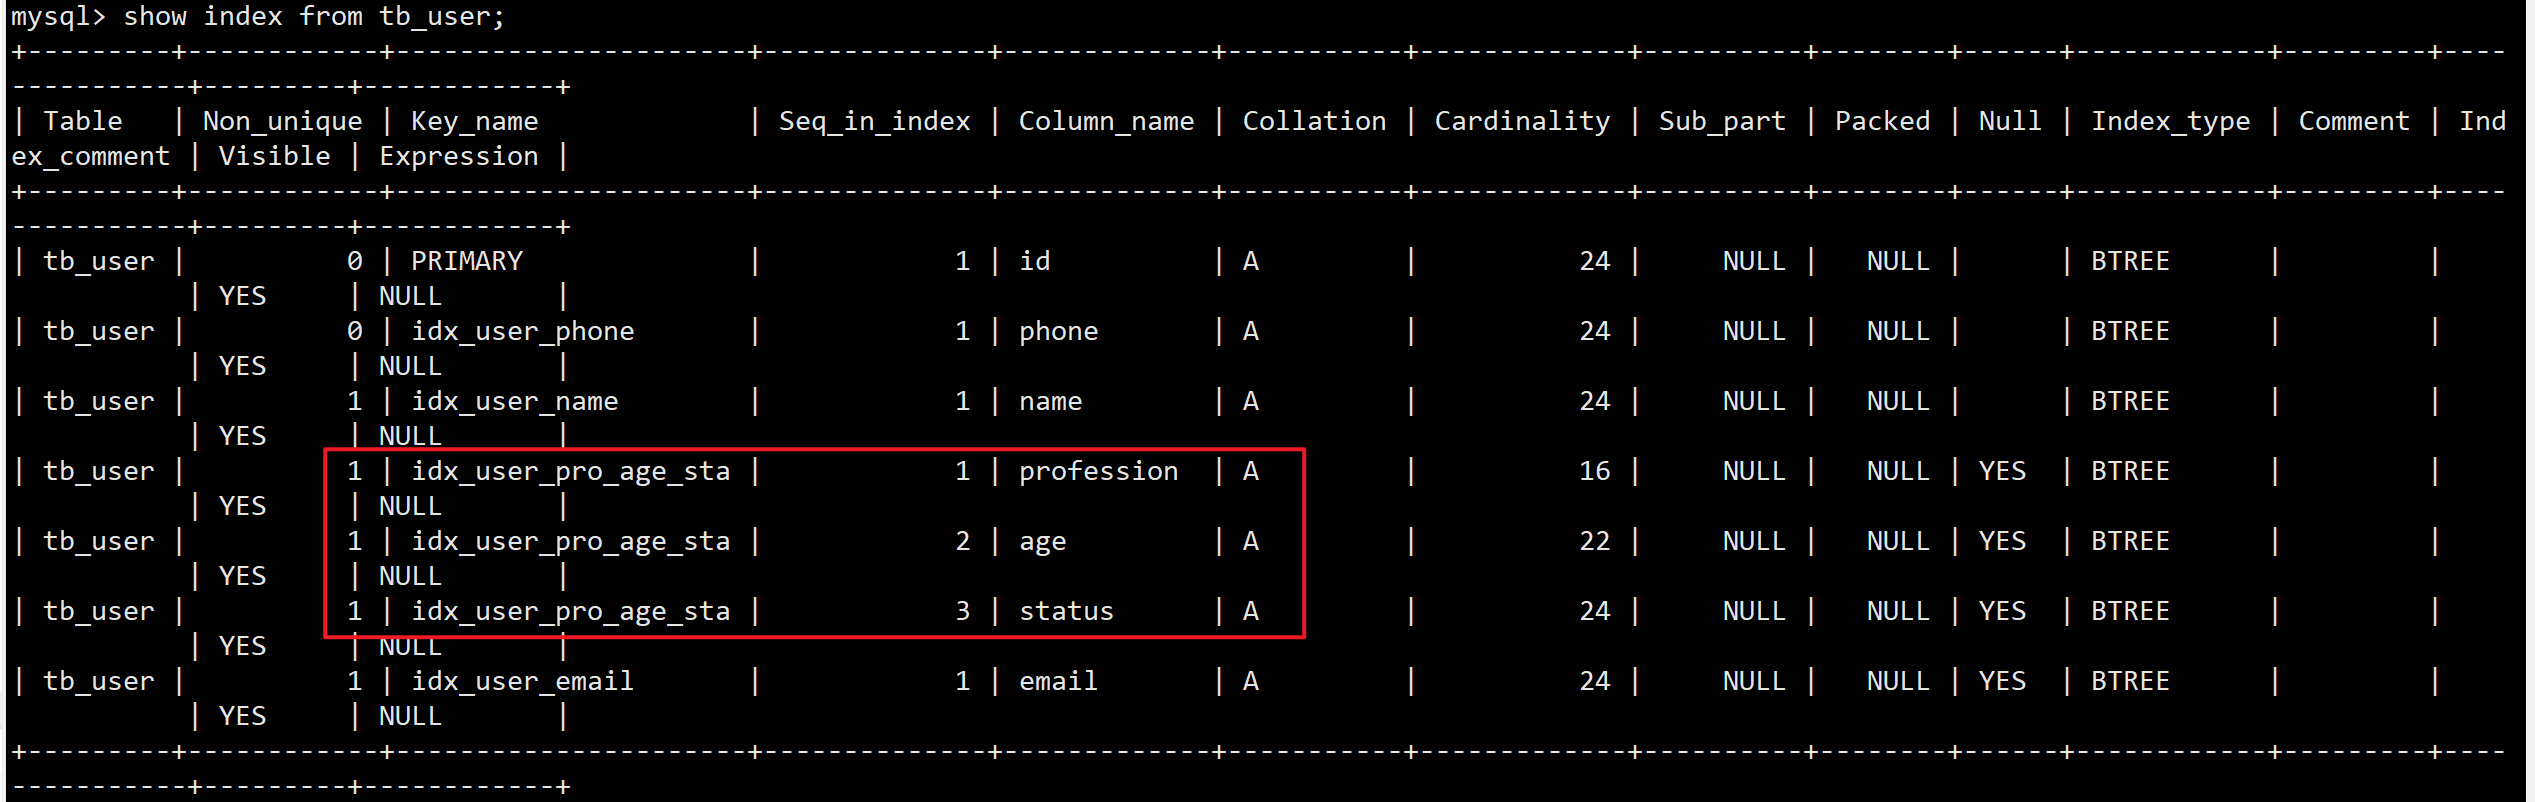 mysql> show index from tb_user;
+---------+------------+----------------------+--------------+-------------+-----------+-------------+----------+--------+------+------------+---------+----
-----------+---------+------------+
| Table   | Non_unique | Key_name             | Seq_in_index | Column_name | Collation | Cardinality | Sub_part | Packed | Null | Index_type | Comment | Ind
ex_comment | Visible | Expression |
+---------+------------+----------------------+--------------+-------------+-----------+-------------+----------+--------+------+------------+---------+----
-----------+---------+------------+
| tb_user |          0 | PRIMARY              |            1 | id          | A         |          24 |     NULL |   NULL |      | BTREE      |         |
           | YES     | NULL       |
| tb_user |          0 | idx_user_phone       |            1 | phone       | A         |          24 |     NULL |   NULL |      | BTREE      |         |
           | YES     | NULL       |
| tb_user |          1 | idx_user_name        |            1 | name        | A         |          24 |     NULL |   NULL |      | BTREE      |         |
           | YES     | NULL       |
| tb_user |          1 | idx_user_pro_age_sta |            1 | profession  | A         |          16 |     NULL |   NULL | YES  | BTREE      |         |
           | YES     | NULL       |
| tb_user |          1 | idx_user_pro_age_sta |            2 | age         | A         |          22 |     NULL |   NULL | YES  | BTREE      |         |
           | YES     | NULL       |
| tb_user |          1 | idx_user_pro_age_sta |            3 | status      | A         |          24 |     NULL |   NULL | YES  | BTREE      |         |
           | YES     | NULL       |
| tb_user |          1 | idx_user_email       |            1 | email       | A         |          24 |     NULL |   NULL | YES  | BTREE      |         |
           | YES     | NULL       |
+---------+------------+----------------------+--------------+-------------+-----------+-------------+----------+--------+------+------------+---------+----
-----------+---------+------------+